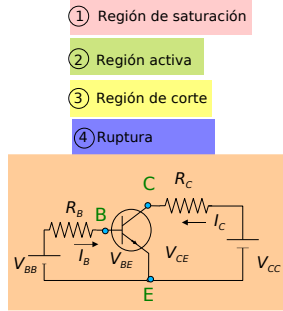 1 Región de saturación
2 Región activa
3 Región de corte
4 Ruptura
C
R_C
R_B
B
I_C
I_B
V_BE
V_CE
V_BB
V_CC
E